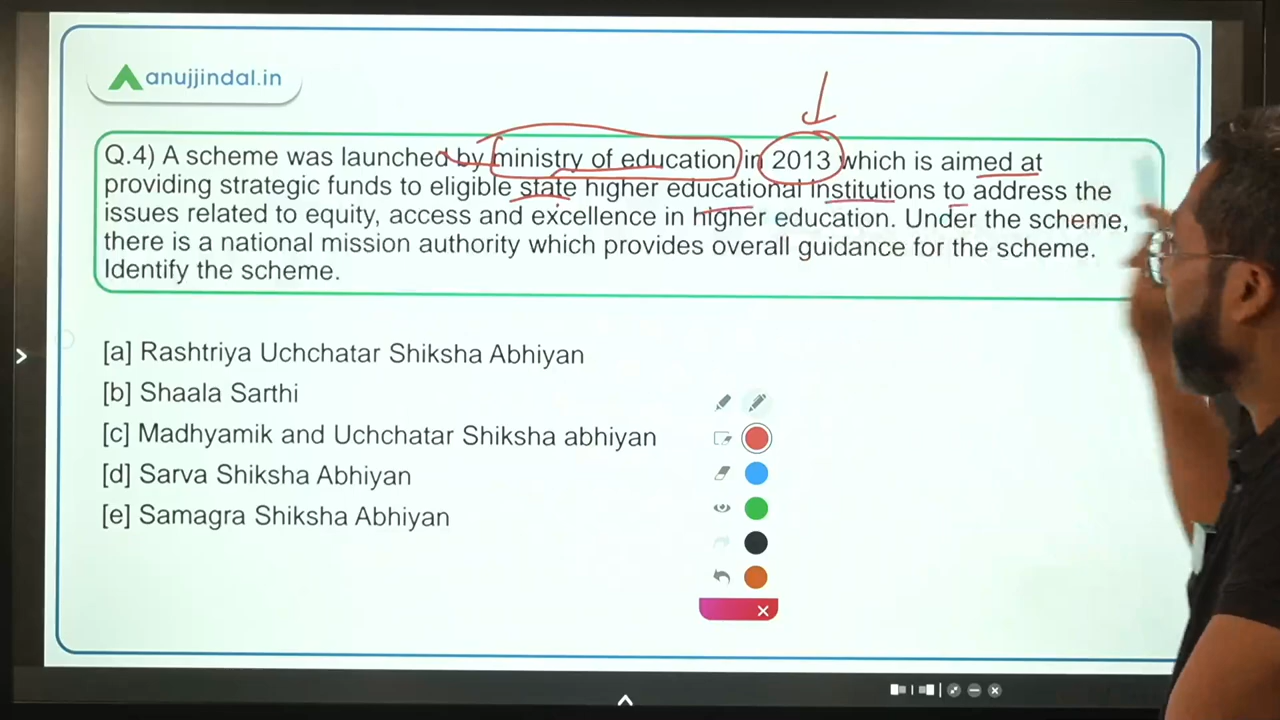 anujjindal.in
Q.4) A scheme was launched by ministry of education in 2013 which is aimed at
providing strategic funds to eligible state higher educational institutions to address the
issues related to equity, access and excellence in higher education. Under the scheme,
there is a national mission authority which provides overall guidance for the scheme.
Identify the scheme.
[a] Rashtriya Uchchatar Shiksha Abhiyan
[b] Shaala Sarthi
[c] Madhyamik and Uchchatar Shiksha abhiyan
[d] Sarva Shiksha Abhiyan
[e] Samagra Shiksha Abhiyan